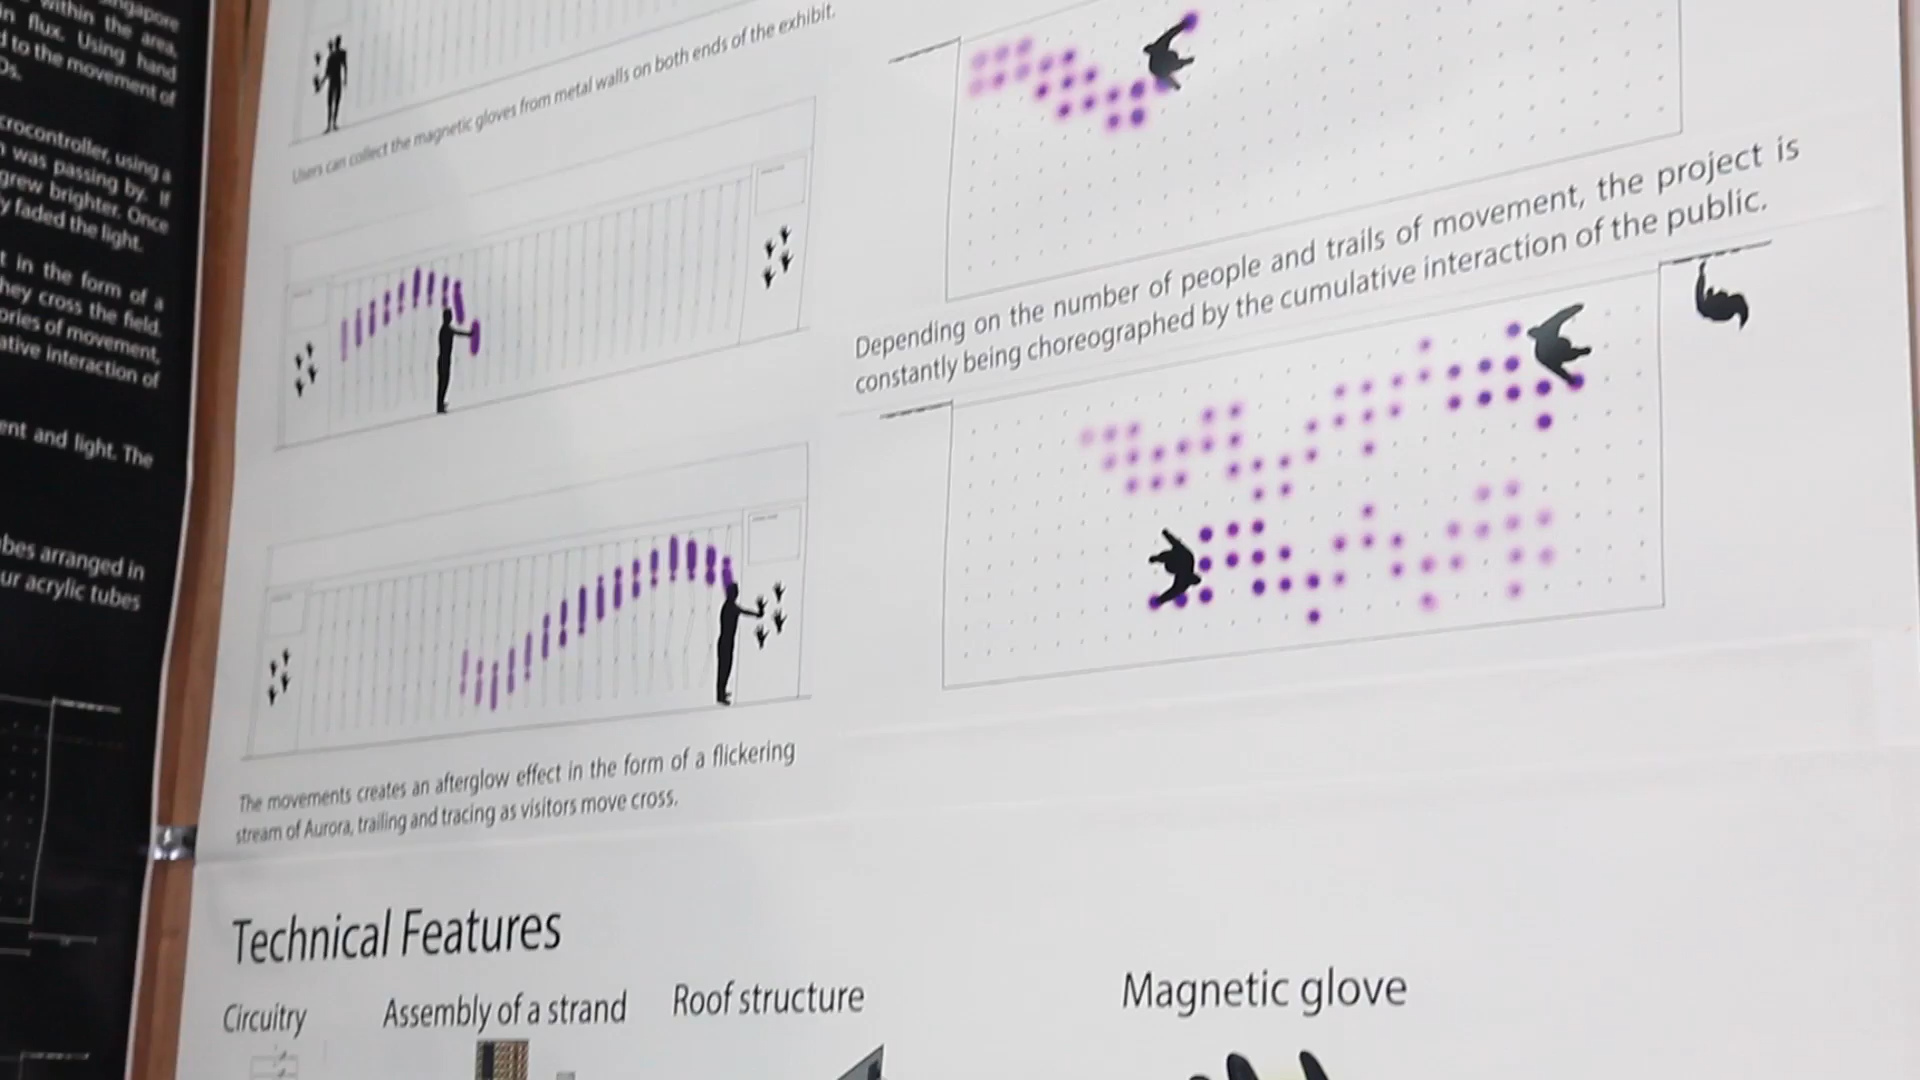 within the area,
in flux. Using hand
d to the movement of
crocontroller, using a
was passing by. If
grew brighter. Once
y faded the light.
t in the form of a
hey cross the field.
ories of movement,
ative interaction of
ent and light. The
bes arranged in
ur acrylic tubes
Users can collect the magnetic gloves from metal walls on both ends of the exhibit.
The movements creates an afterglow effect in the form of a flickering
stream of Aurora, trailing and tracing as visitors move cross.
Depending on the number of people and trails of movement, the project is
constantly being choreographed by the cumulative interaction of the public.
Technical Features
Circuitry
Assembly of a strand
Roof structure
Magnetic glove